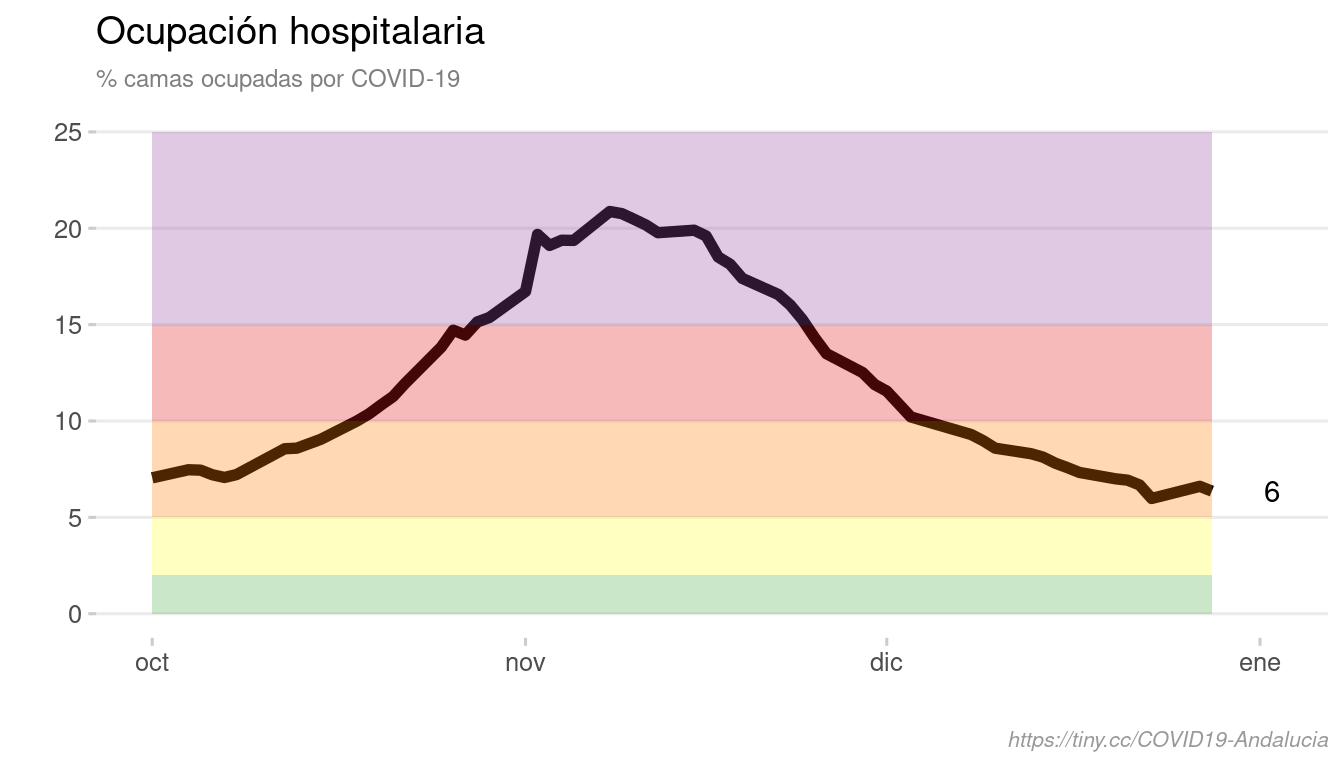 Ocupación hospitalaria
% camas ocupadas por COVID-19
25
20
15
10
5
0
6
oct nov dic ene
https://tiny.cc/COVID19-Andalucia